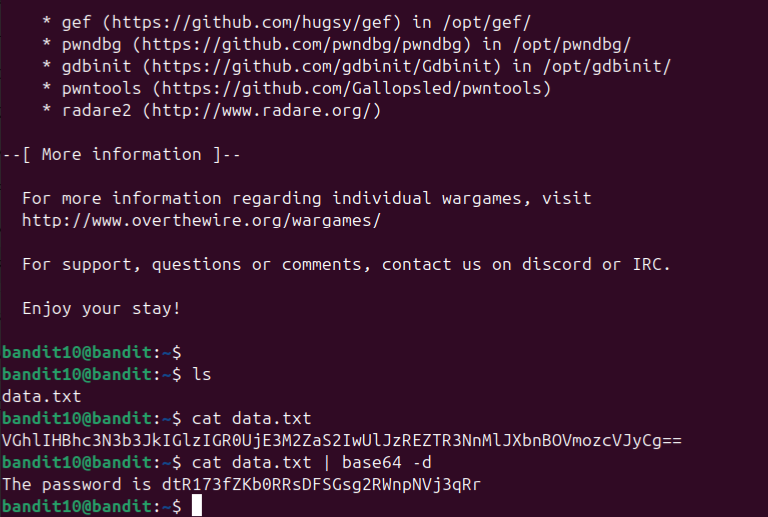 * gef (https://github.com/hugsy/gef) in /opt/gef/
* pwndbg (https://github.com/pwndbg/pwndbg) in /opt/pwndbg/
* gdbinit (https://github.com/gdbinit/Gdbinit) in /opt/gdbinit/
* pwntools (https://github.com/Gallopsled/pwntools)
* radare2 (http://www.radare.org/)
--[ More information ]--
For more information regarding individual wargames, visit
http://www.overthewire.org/wargames/
For support, questions or comments, contact us on discord or IRC.
Enjoy your stay!
bandit10@bandit:~$
bandit10@bandit:~$ ls
data.txt
bandit10@bandit:~$ cat data.txt
VGhlIHBhc3N3b3JkIGlzIGR0UjE3M2ZaS2IwUlJzREZTR3NnMlJXbnBOVmozcVJyCg==
bandit10@bandit:~$ cat data.txt | base64 -d
The password is dtR173fZKb0RRsDFSGsg2RWnpNVj3qRr
bandit10@bandit:~$